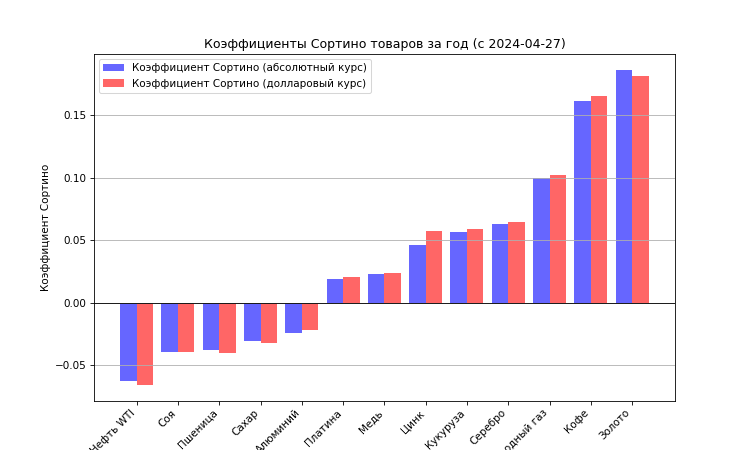 Коэффициенты Сортино товаров за год (с 2024-04-27)
Коэффициент Сортино (абсолютный курс)
Коэффициент Сортино (долларовый курс)
Коэффициент Сортино
0.15
0.10
0.05
0.00
−0.05
Нефть WTI
Соя
Пшеница
Сахар
Алюминий
Платина
Медь
Цинк
Кукуруза
Серебро
одный газ
Кофе
Золото